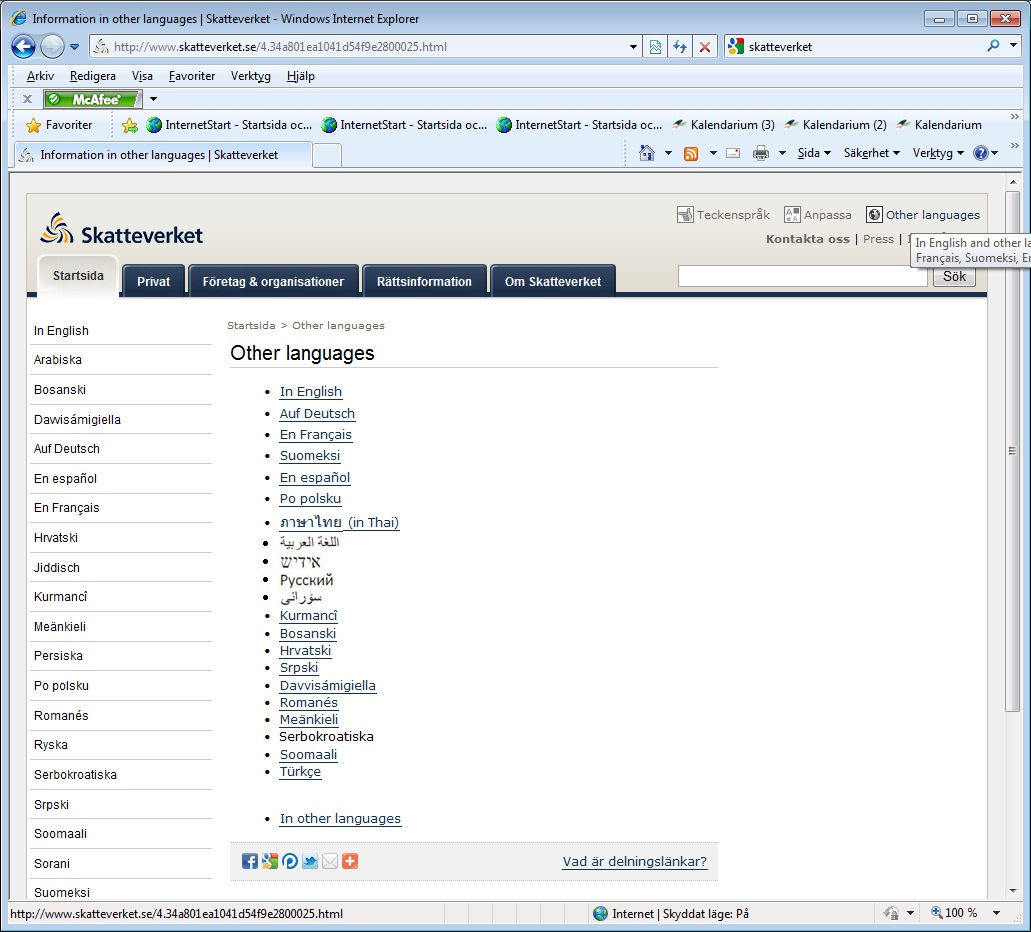 Information in other languages | Skatteverket - Windows Internet Explorer
http://www.skatteverket.se/4.34a801ea1041d54f9e2800025.html
skatteverket
Arkiv Redigera Visa Favoriter Verktyg Hjälp
McAfee
Favoriter InternetStart - Startsida oc... InternetStart - Startsida oc... InternetStart - Startsida oc... Kalendarium (3) Kalendarium (2) Kalendarium
Information in other languages | Skatteverket Sida Säkerhet Verktyg
Teckenspråk Anpassa Other languages
Skatteverket
Kontakta oss | Press |
In English and other la
Français, Suomeksi, En
Startsida Privat Företag & organisationer Rättsinformation Om Skatteverket
Sök
In English
Arabiska
Bosanski
Davvisámigiella
Auf Deutsch
En español
En Français
Hrvatski
Jiddisch
Kurmancî
Meänkieli
Persiska
Po polsku
Romanés
Ryska
Serbokroatiska
Srpski
Soomaali
Sorani
Suomeksi
Startsida > Other languages
Other languages
In English
Auf Deutsch
En Français
Suomeksi
En español
Po polsku
ภาษาไทย (in Thai)
اللغة العربية
אידיש
Русский
سۆرانی
Kurmancî
Bosanski
Hrvatski
Srpski
Davvisámigiella
Romanés
Meänkieli
Serbokroatiska
Soomaali
Türkçe
In other languages
Vad är delningslänkar?
http://www.skatteverket.se/4.34a801ea1041d54f9e2800025.html
Internet | Skyddat läge: På
100 %